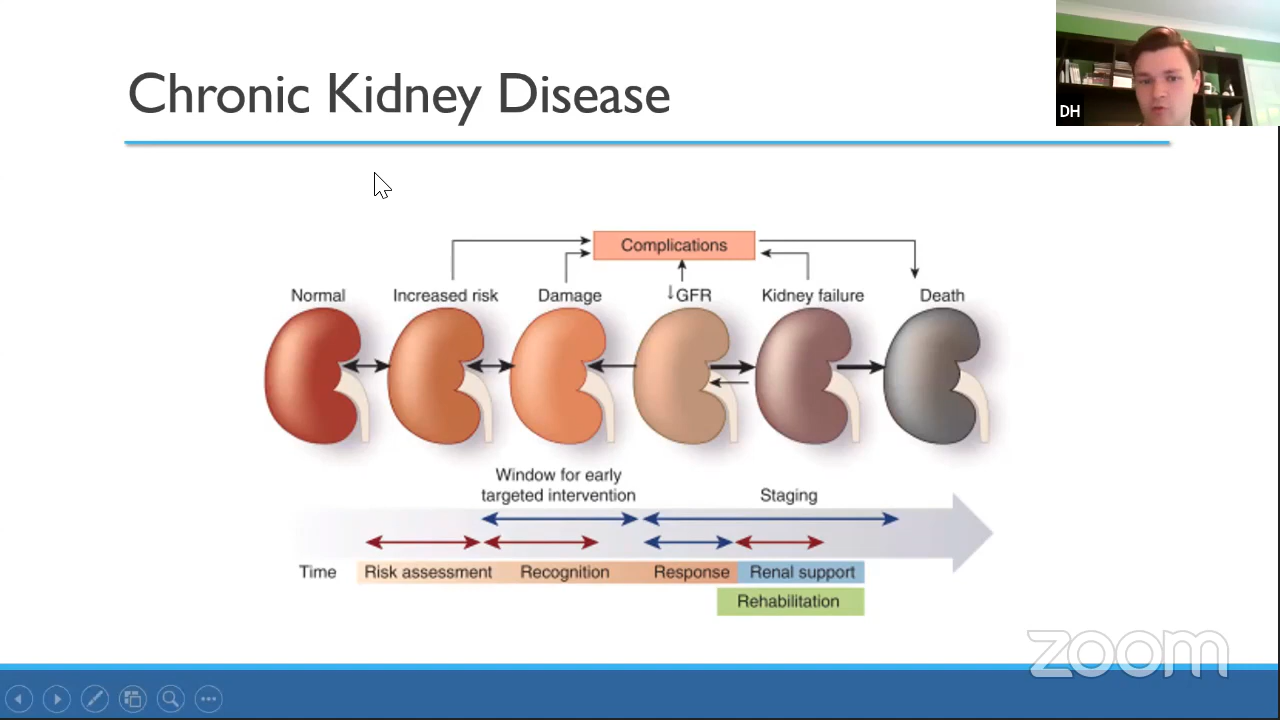 Chronic Kidney Disease
DH
Complications
Normal
Increased risk
Damage
↓GFR
Kidney failure
Death
Window for early
targeted intervention
Staging
Time
Risk assessment
Recognition
Response
Renal support
Rehabilitation
zoom